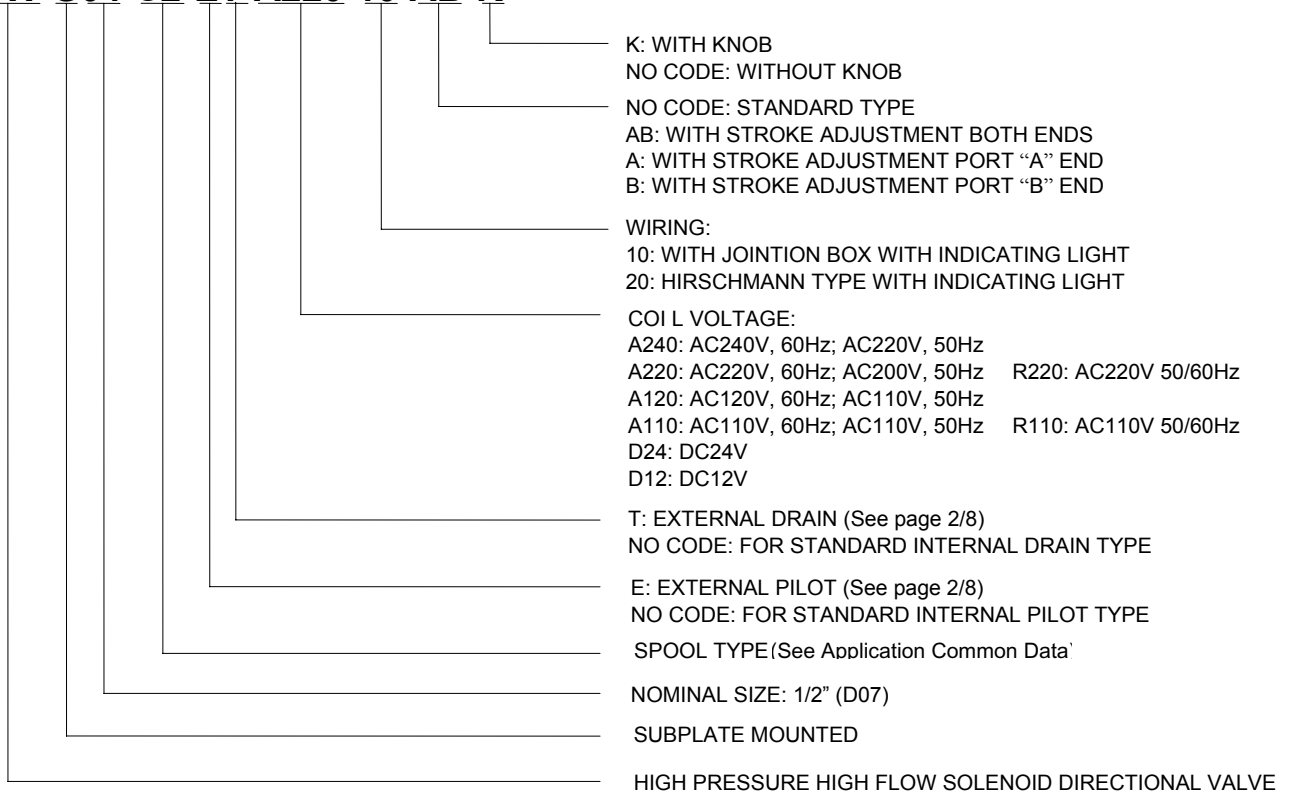 K: WITH KNOB
NO CODE: WITHOUT KNOB
NO CODE: STANDARD TYPE
AB: WITH STROKE ADJUSTMENT BOTH ENDS
A: WITH STROKE ADJUSTMENT PORT “A” END
B: WITH STROKE ADJUSTMENT PORT “B” END
WIRING:
10: WITH JOINTION BOX WITH INDICATING LIGHT
20: HIRSCHMANN TYPE WITH INDICATING LIGHT
COI L VOLTAGE:
A240: AC240V, 60Hz; AC220V, 50Hz
A220: AC220V, 60Hz; AC200V, 50Hz R220: AC220V 50/60Hz
A120: AC120V, 60Hz; AC110V, 50Hz
A110: AC110V, 60Hz; AC110V, 50Hz R110: AC110V 50/60Hz
D24: DC24V
D12: DC12V
T: EXTERNAL DRAIN (See page 2/8)
NO CODE: FOR STANDARD INTERNAL DRAIN TYPE
E: EXTERNAL PILOT (See page 2/8)
NO CODE: FOR STANDARD INTERNAL PILOT TYPE
SPOOL TYPE(See Application Common Data)
NOMINAL SIZE: 1/2” (D07)
SUBPLATE MOUNTED
HIGH PRESSURE HIGH FLOW SOLENOID DIRECTIONAL VALVE